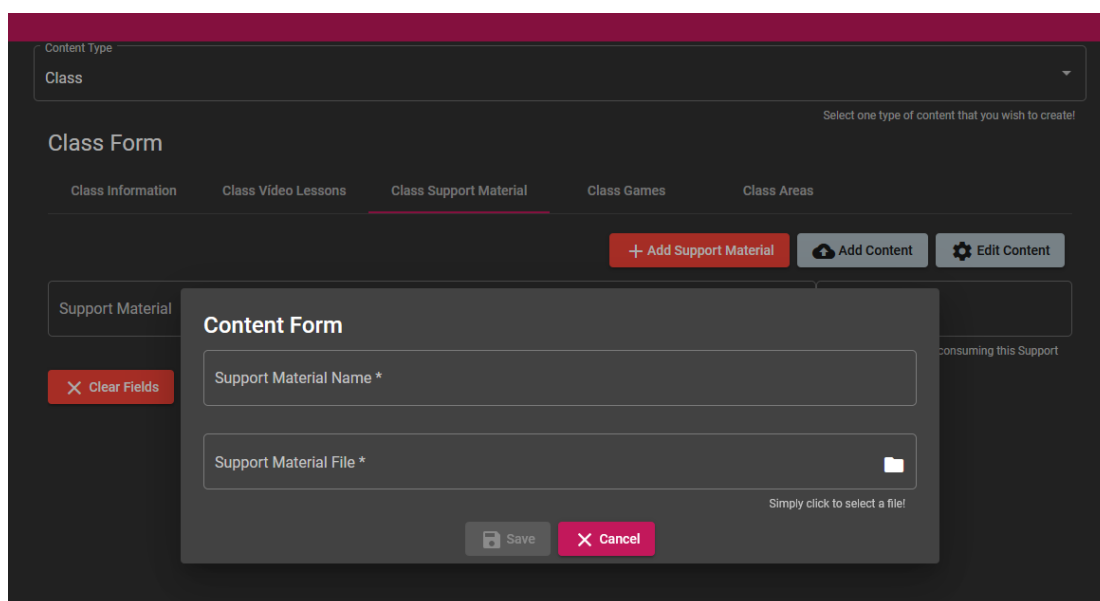 Content Type
Class
Select one type of content that you wish to create!
Class Form
Class Information Class Vídeo Lessons Class Support Material Class Games Class Areas
Add Support Material Add Content Edit Content
Support Material
consuming this Support
Clear Fields
Content Form
Support Material Name *
Support Material File *
Simply click to select a file!
Save Cancel